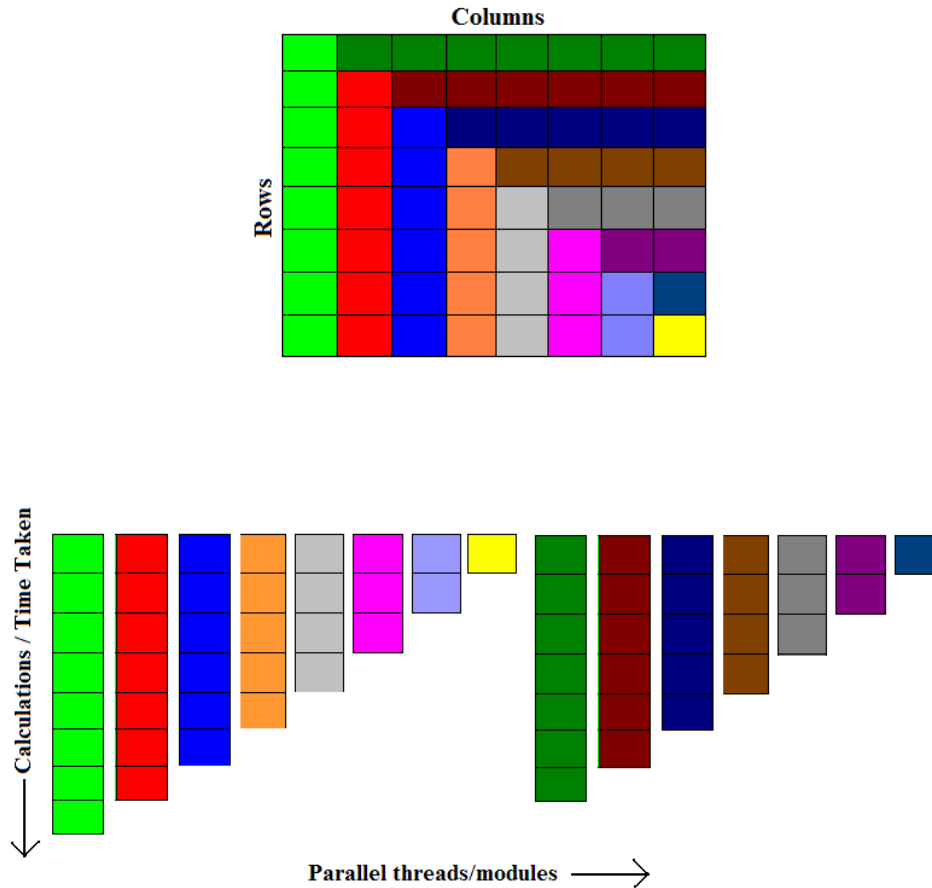 Columns
Rows
Calculations / Time Taken
Parallel threads/modules